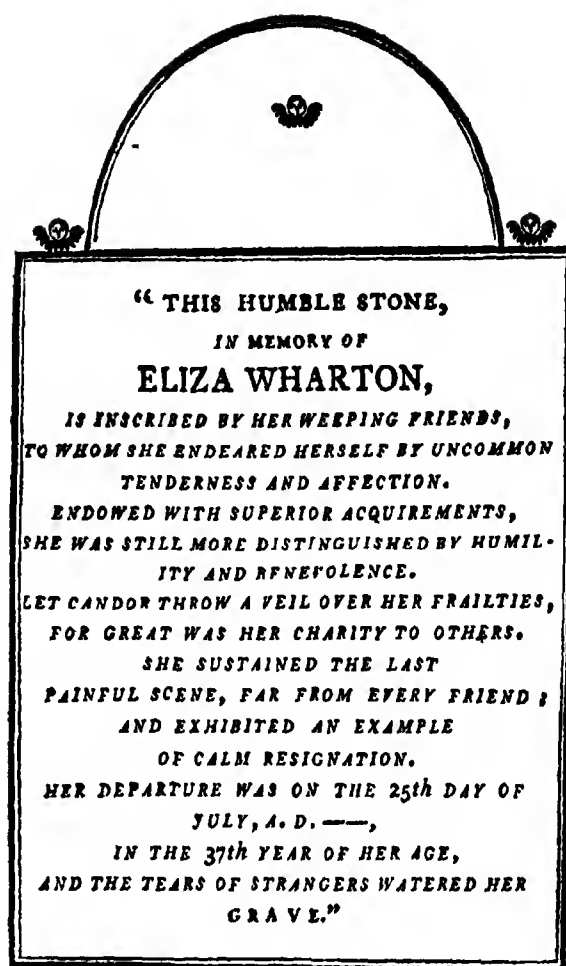 “ THIS HUMBLE STONE,
IN MEMORY OF
ELIZA WHARTON,
IS INSCRIBED BY HER WEEPING FRIENDS,
TO WHOM SHE ENDEARED HERSELF BY UNCOMMON
TENDERNESS AND AFFECTION.
ENDOWED WITH SUPERIOR ACQUIREMENTS,
SHE WAS STILL MORE DISTINGUISHED BY HUMIL-
ITY AND BENEVOLENCE.
LET CANDOR THROW A VEIL OVER HER FRAILTIES,
FOR GREAT WAS HER CHARITY TO OTHERS.
SHE SUSTAINED THE LAST
PAINFUL SCENE, FAR FROM EVERY FRIEND ;
AND EXHIBITED AN EXAMPLE
OF CALM RESIGNATION.
HER DEPARTURE WAS ON THE 25th DAY OF
JULY, A. D. ——,
IN THE 37th YEAR OF HER AGE,
AND THE TEARS OF STRANGERS WATERED HER
GRAVE.”